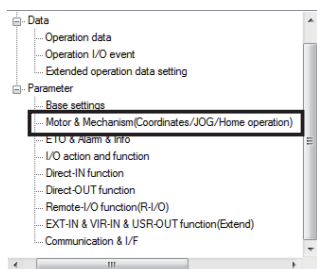 Data
Operation data
Operation I/O event
Extended operation data setting
Parameter
Base settings
Motor & Mechanism(Coordinates/JOG/Home operation)
ETO & Alarm & Info
I/O action and function
Direct-IN function
Direct-OUT function
Remote-I/O function(R-I/O)
EXT-IN & VIR-IN & USR-OUT function(Extend)
Communication & I/F